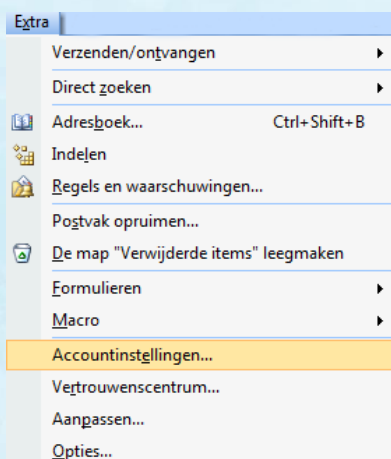 Extra
Verzenden/ontvangen
Direct zoeken
Adresboek... Ctrl+Shift+B
Indelen
Regels en waarschuwingen...
Postvak opruimen...
De map "Verwijderde items" leegmaken
Formulieren
Macro
Accountinstellingen...
Vertrouwenscentrum...
Aanpassen...
Opties...